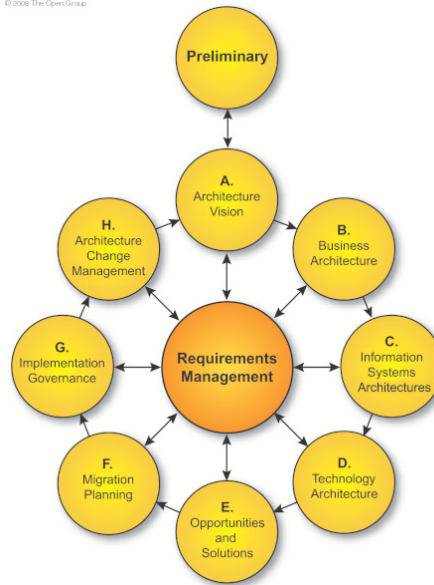 © 2008 The Open Group
Preliminary
A.
Architecture
Vision
H.
Architecture
Change
Management
B.
Business
Architecture
G.
Implementation
Governance
Requirements
Management
C.
Information
Systems
Architectures
F.
Migration
Planning
D.
Technology
Architecture
E.
Opportunities
and
Solutions